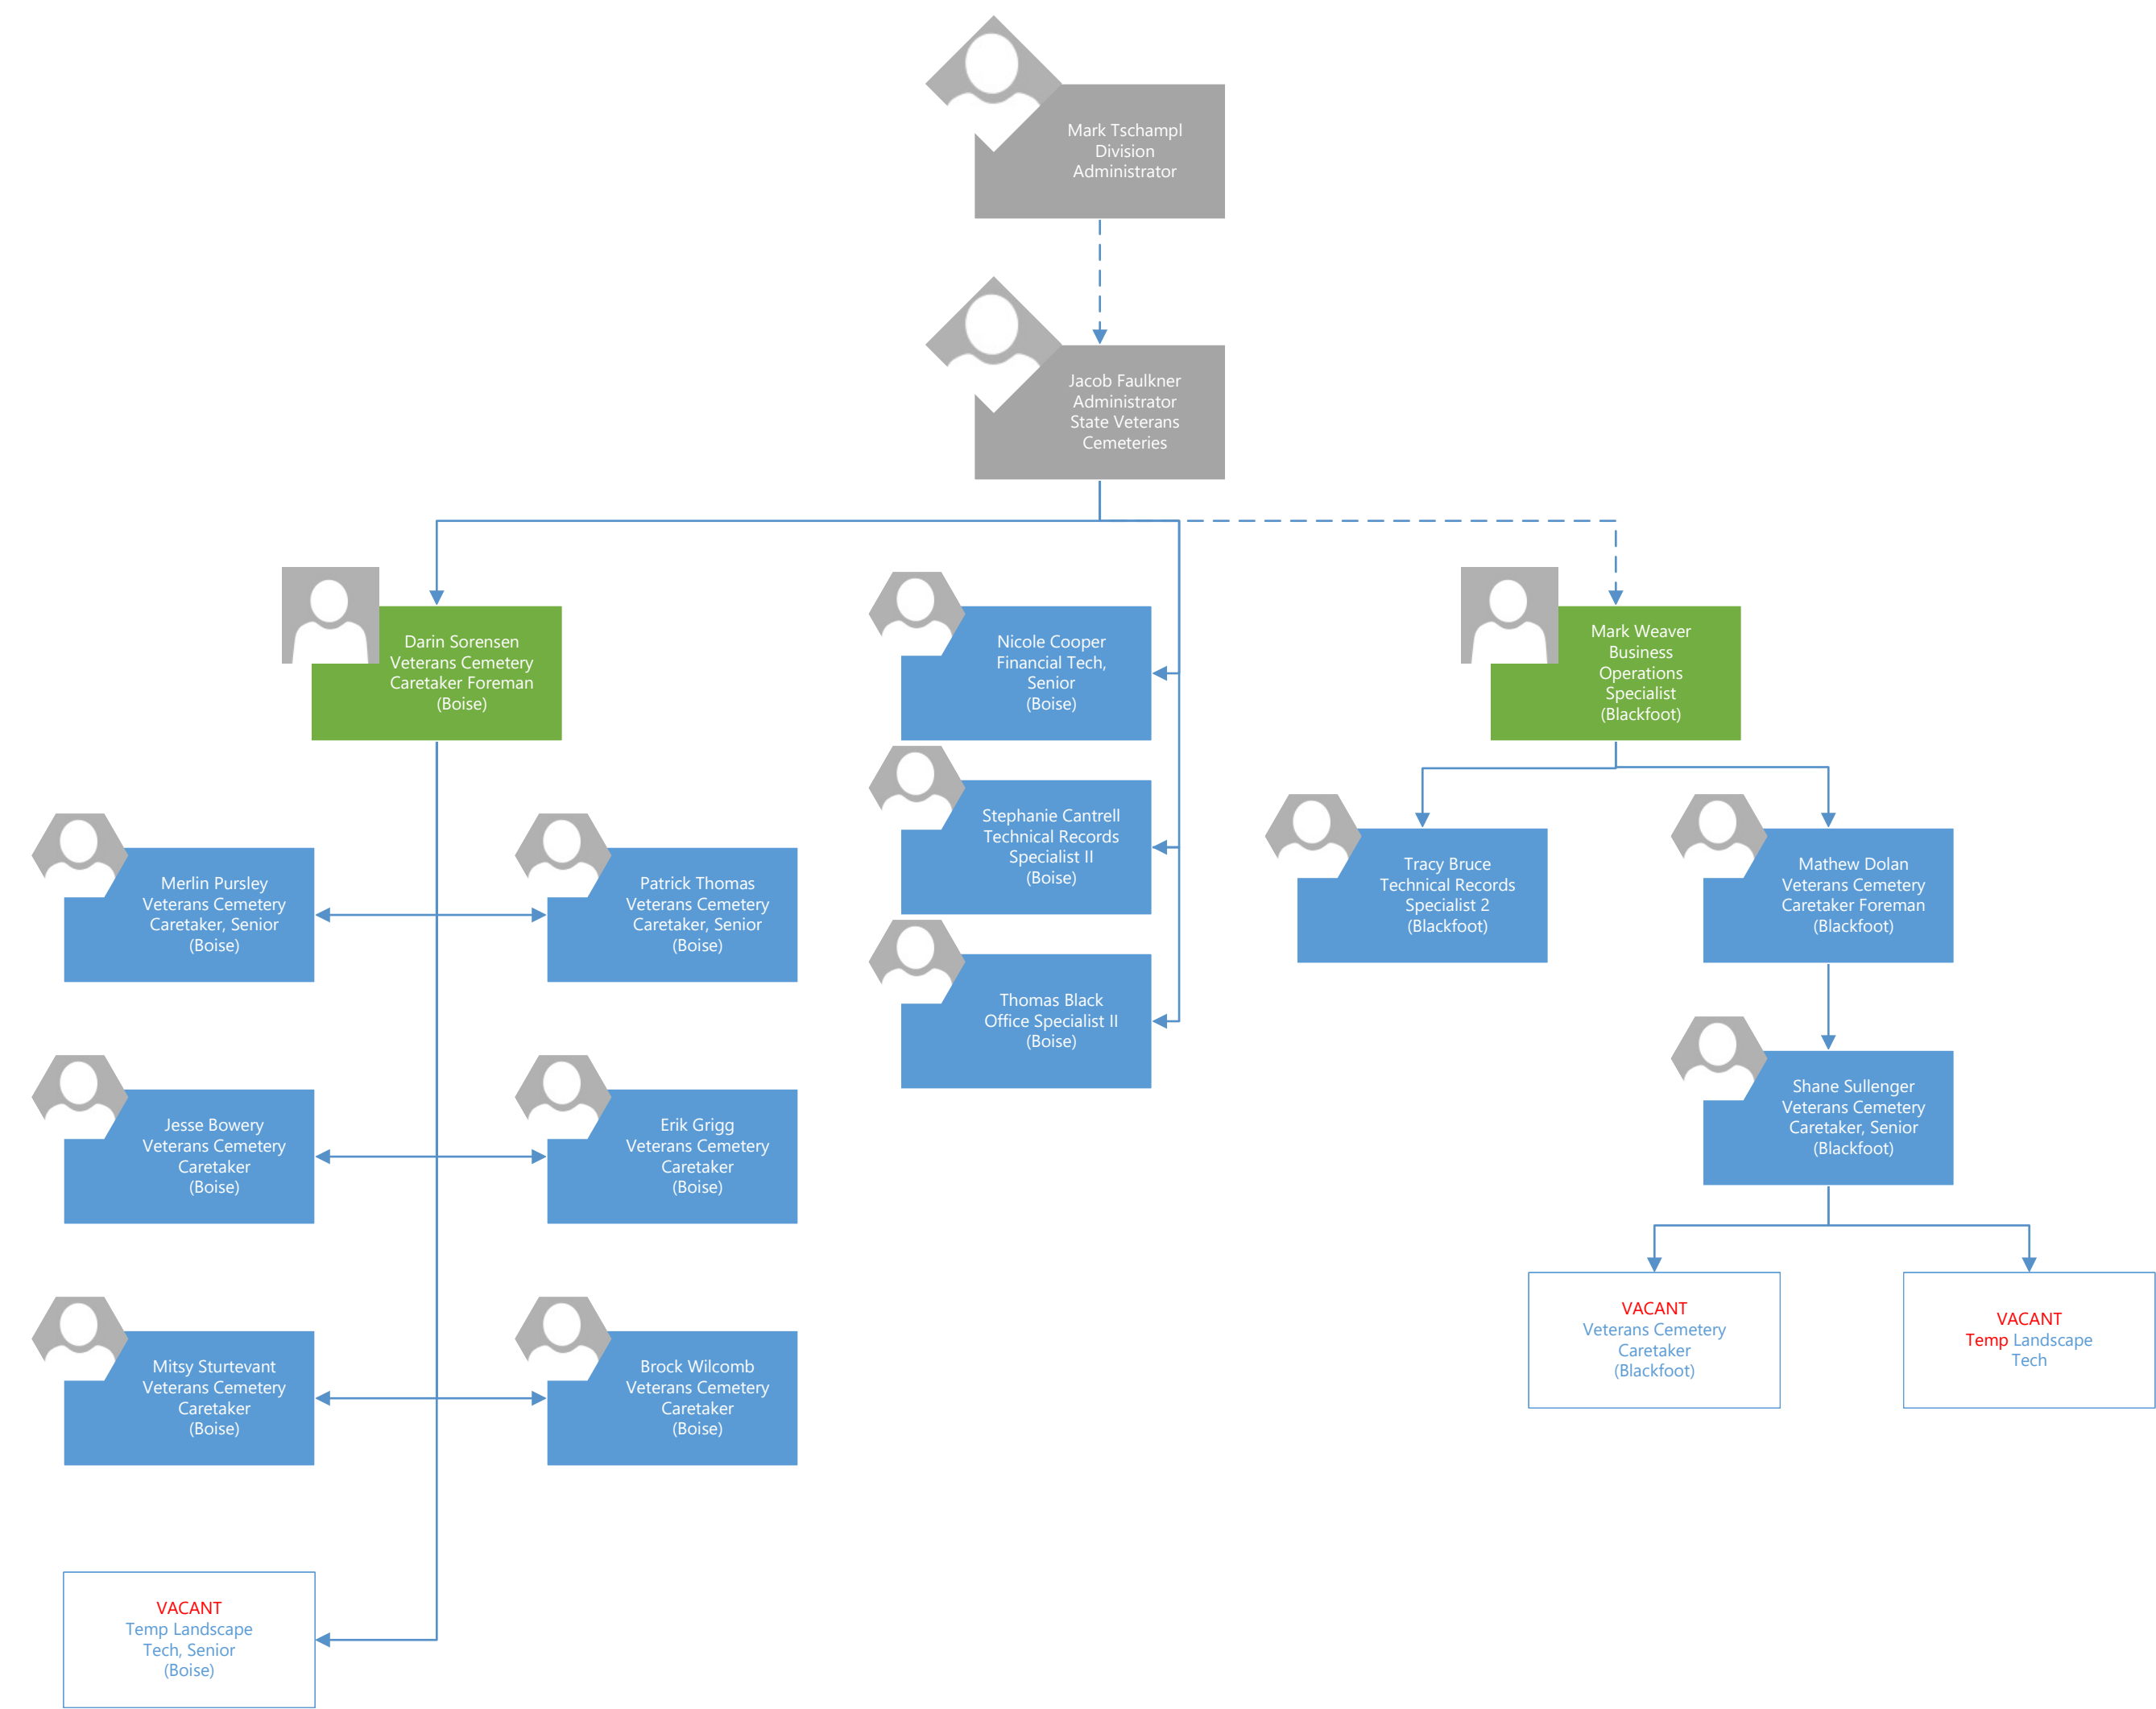 Mark Tschampl
Division
Administrator
Jacob Faulkner
Administrator
State Veterans
Cemeteries
Darin Sorensen
Veterans Cemetery
Caretaker Foreman
(Boise)
Nicole Cooper
Financial Tech,
Senior
(Boise)
Mark Weaver
Business
Operations
Specialist
(Blackfoot)
Stephanie Cantrell
Technical Records
Specialist II
(Boise)
Thomas Black
Office Specialist II
(Boise)
Merlin Pursley
Veterans Cemetery
Caretaker, Senior
(Boise)
Patrick Thomas
Veterans Cemetery
Caretaker, Senior
(Boise)
Jesse Bowery
Veterans Cemetery
Caretaker
(Boise)
Erik Grigg
Veterans Cemetery
Caretaker
(Boise)
Mitsy Sturtevant
Veterans Cemetery
Caretaker
(Boise)
Brock Wilcomb
Veterans Cemetery
Caretaker
(Boise)
VACANT
Temp Landscape
Tech, Senior
(Boise)
Tracy Bruce
Technical Records
Specialist 2
(Blackfoot)
Mathew Dolan
Veterans Cemetery
Caretaker Foreman
(Blackfoot)
Shane Sullenger
Veterans Cemetery
Caretaker, Senior
(Blackfoot)
VACANT
Veterans Cemetery
Caretaker
(Blackfoot)
VACANT
Temp Landscape
Tech